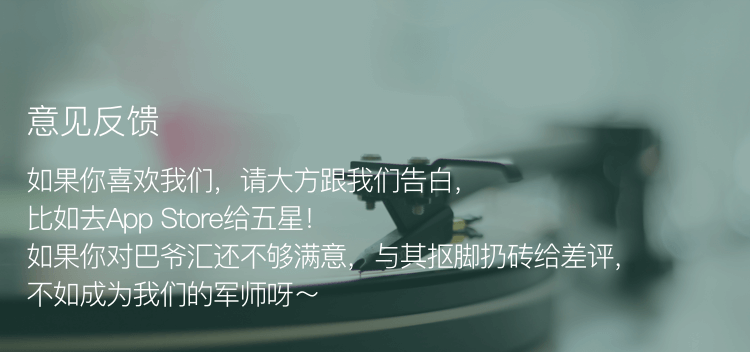 意见反馈
如果你喜欢我们，请大方跟我们告白，
比如去App Store给五星！
如果你对巴爷汇还不够满意，与其抠脚扔砖给差评，
不如成为我们的军师呀～